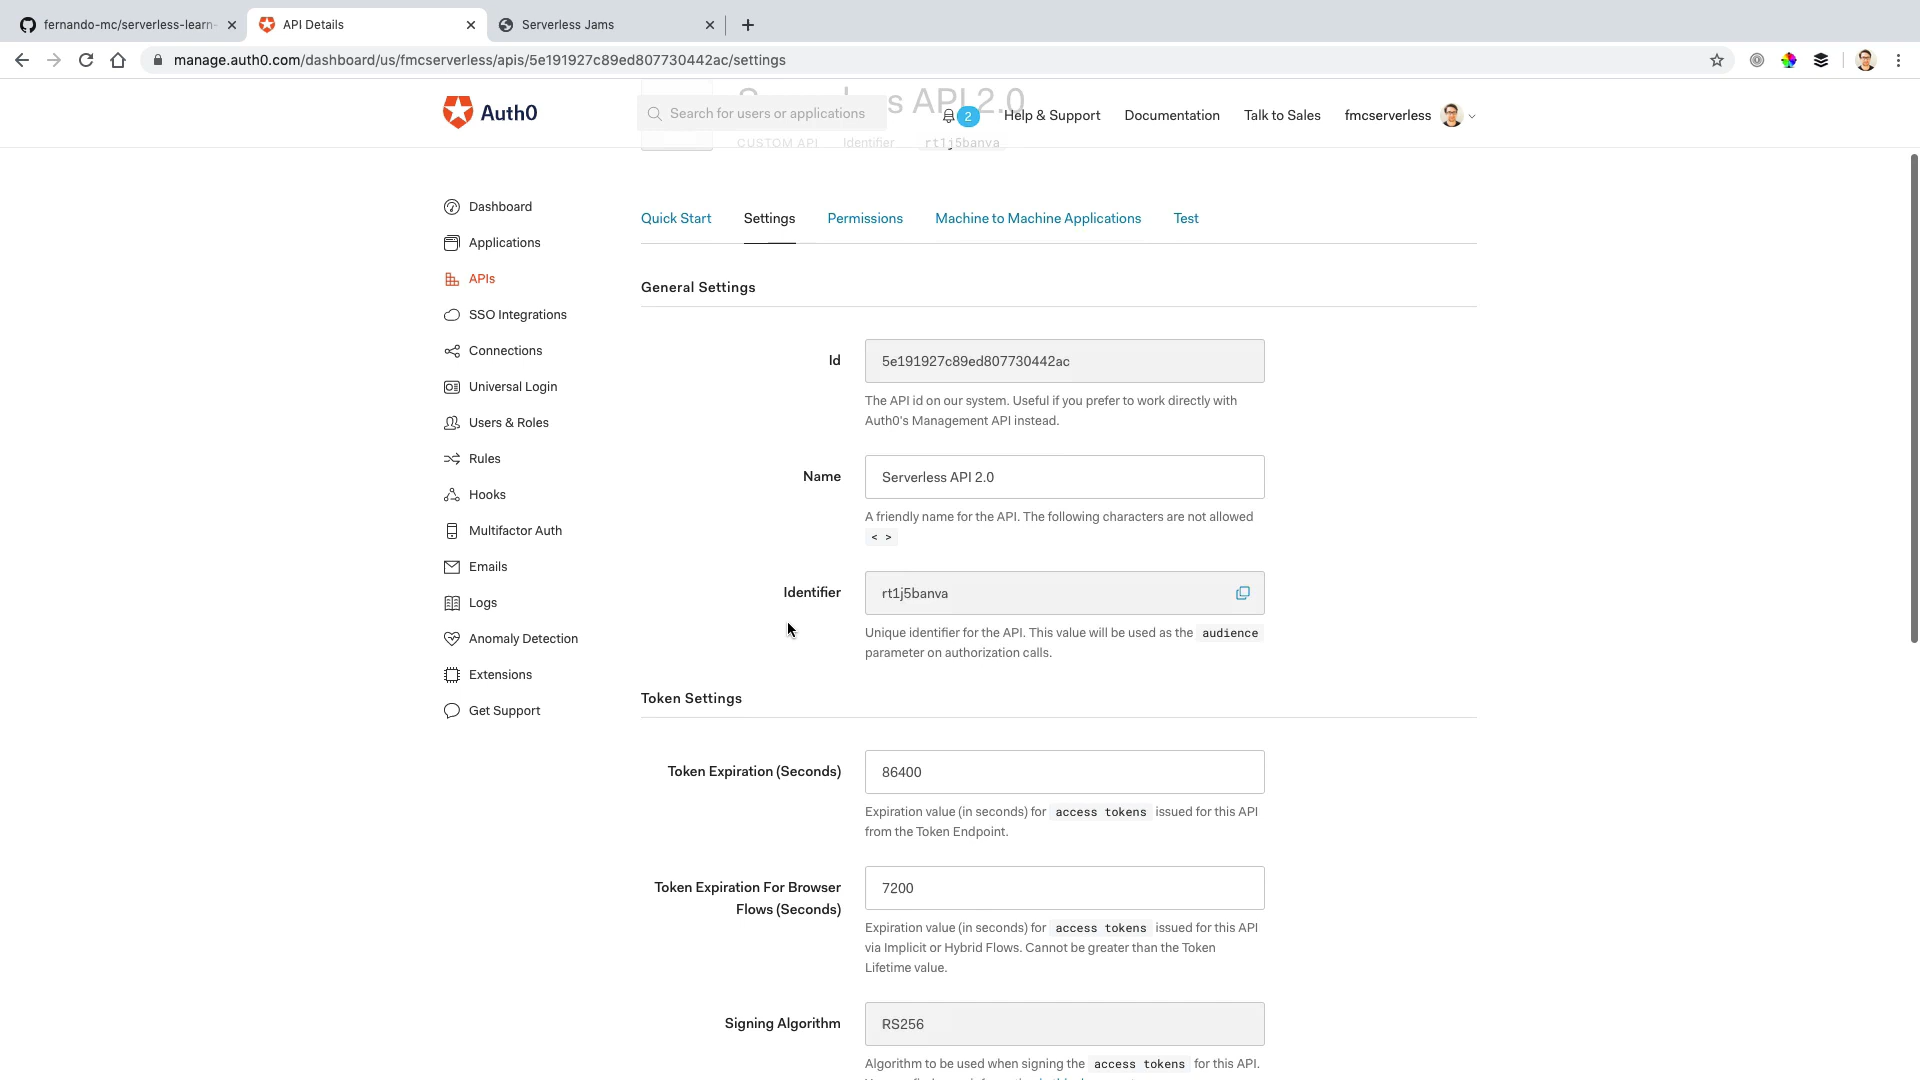 fernando-mc/serverless-learn-
API Details
Serverless Jams
manage.auth0.com/dashboard/us/fmcserverless/apis/5e191927c89ed807730442ac/settings
Auth0
Search for users or applications
s API 2.0
2
Help & Support
Documentation
Talk to Sales
fmcserverless
CUSTOM API
Identifier
rt1j5banva
Dashboard
Applications
APIs
SSO Integrations
Connections
Universal Login
Users & Roles
Rules
Hooks
Multifactor Auth
Emails
Logs
Anomaly Detection
Extensions
Get Support
Quick Start
Settings
Permissions
Machine to Machine Applications
Test
General Settings
Id
5e191927c89ed807730442ac
The API id on our system. Useful if you prefer to work directly with
Auth0's Management API instead.
Name
Serverless API 2.0
A friendly name for the API. The following characters are not allowed
< >
Identifier
rt1j5banva
Unique identifier for the API. This value will be used as the audience
parameter on authorization calls.
Token Settings
Token Expiration (Seconds)
86400
Expiration value (in seconds) for access tokens issued for this API
from the Token Endpoint.
Token Expiration For Browser
Flows (Seconds)
7200
Expiration value (in seconds) for access tokens issued for this API
via Implicit or Hybrid Flows. Cannot be greater than the Token
Lifetime value.
Signing Algorithm
RS256
Algorithm to be used when signing the access tokens for this API.